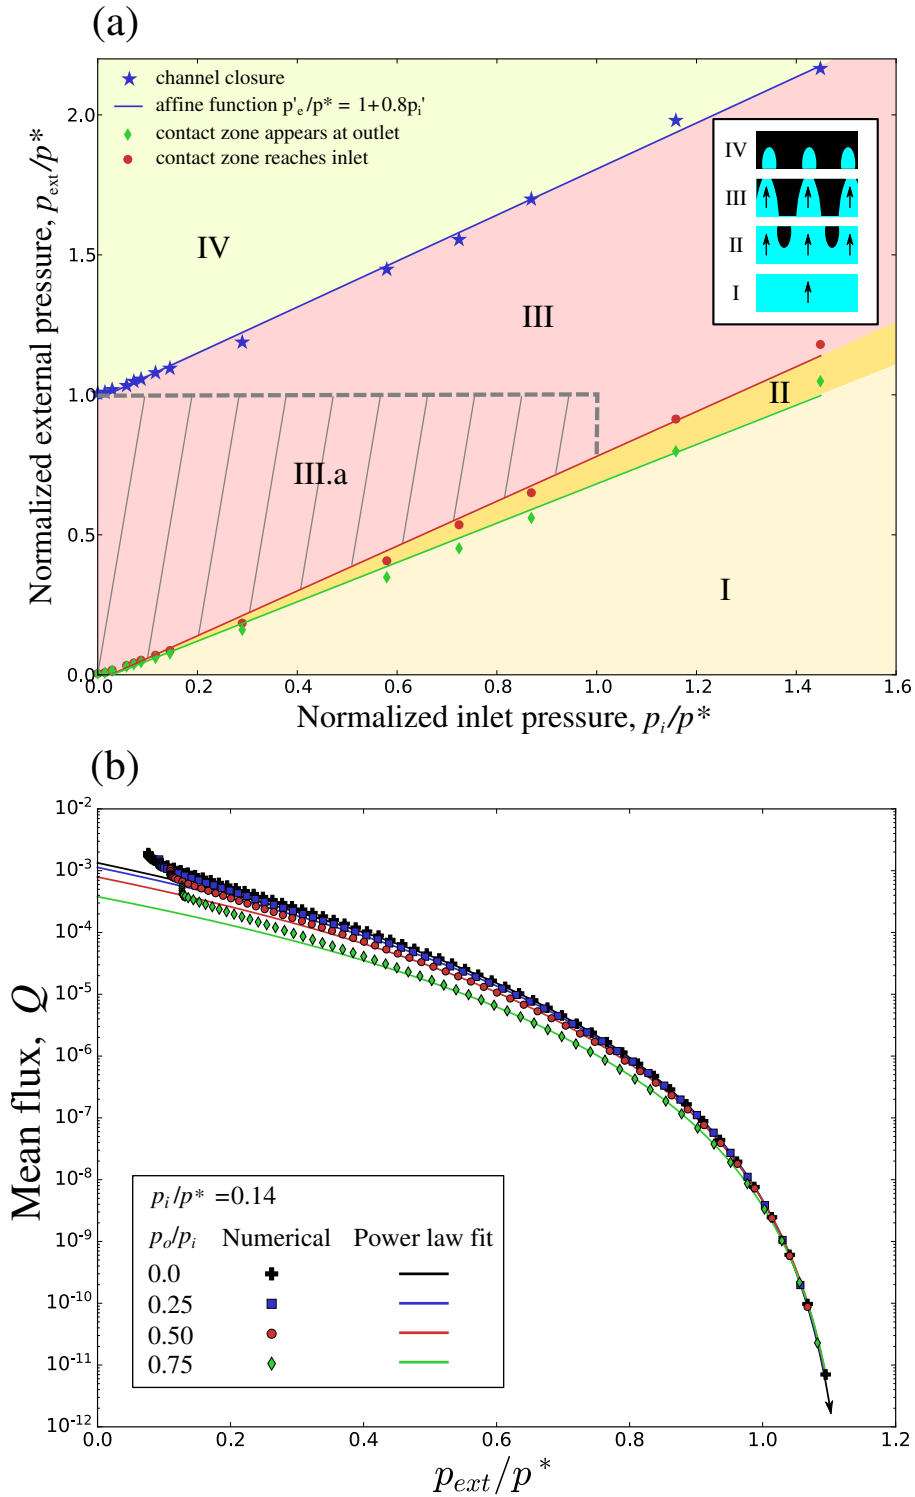 (a)
channel closure
affine function p'e/p* = 1+0.8pi'
contact zone appears at outlet
contact zone reaches inlet
IV
III
II
I
IV
III
II
III.a
I
Normalized external pressure, pext/p*
2.0
1.5
1.0
0.5
0.0
0.0 0.2 0.4 0.6 0.8 1.0 1.2 1.4 1.6
Normalized inlet pressure, pi/p*
(b)
Mean flux, Q
10-2
10-3
10-4
10-5
10-6
10-7
10-8
10-9
10-10
10-11
10-12
pi/p* =0.14
po/pi Numerical Power law fit
0.0
0.25
0.50
0.75
0.0 0.2 0.4 0.6 0.8 1.0 1.2
pext/p*